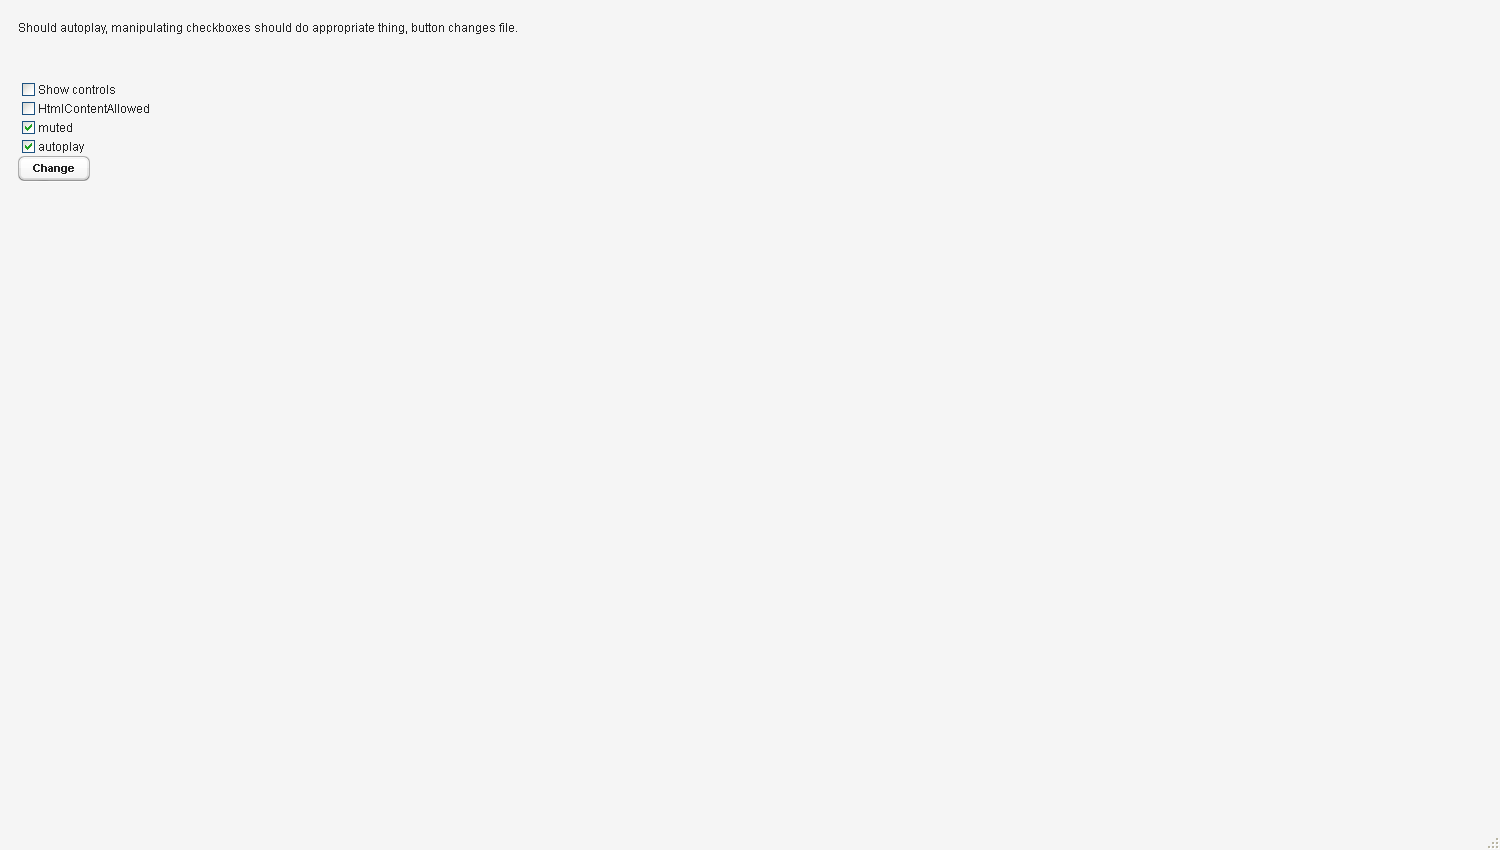 Should autoplay, manipulating checkboxes should do appropriate thing, button changes file.
Show controls
HtmlContentAllowed
muted
autoplay
Change